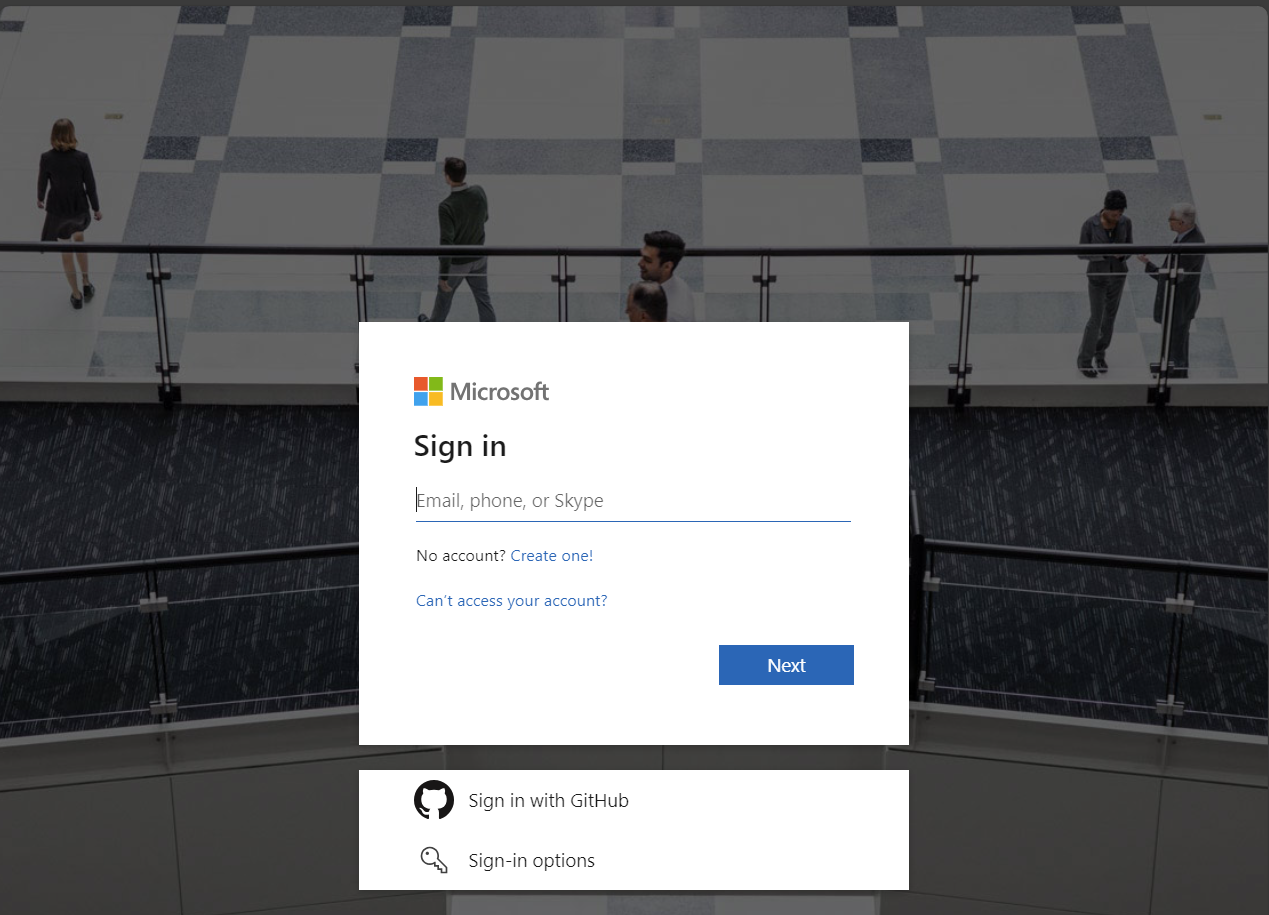 Microsoft
Sign in
Email, phone, or Skype
No account? Create one!
Can't access your account?
Next
Sign in with GitHub
Sign-in options